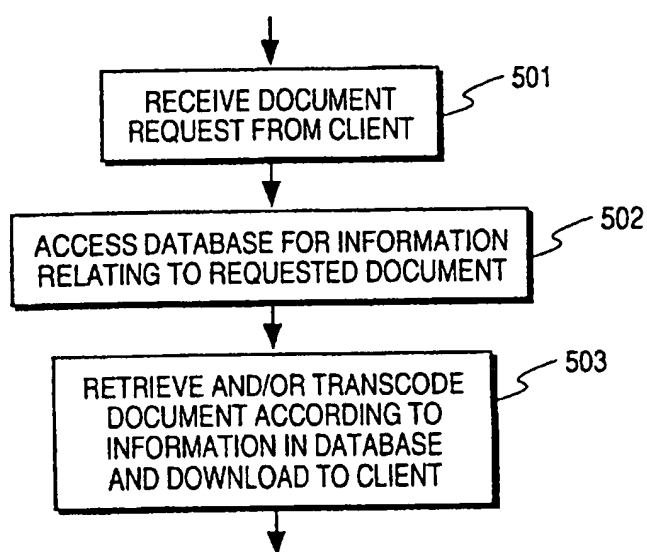 RECEIVE DOCUMENT
REQUEST FROM CLIENT
501
ACCESS DATABASE FOR INFORMATION
RELATING TO REQUESTED DOCUMENT
502
RETRIEVE AND/OR TRANSCODE
DOCUMENT ACCORDING TO
INFORMATION IN DATABASE
AND DOWNLOAD TO CLIENT
503